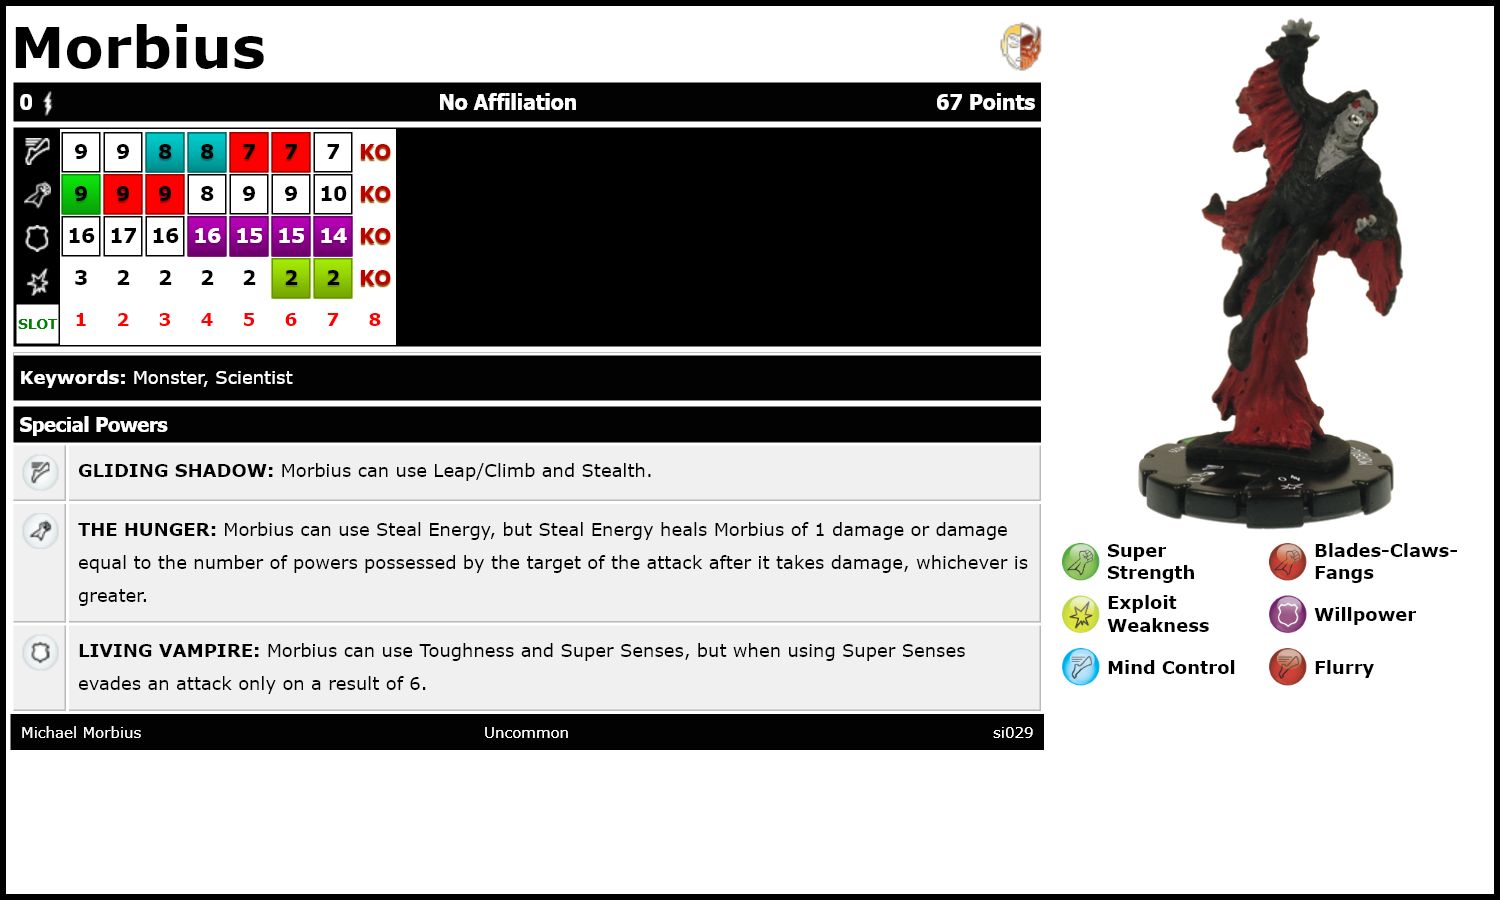 Morbius
0 No Affiliation 67 Points
9 9 8 8 7 7 7 KO
9 9 9 8 9 9 10 KO
16 17 16 16 15 15 14 KO
3 2 2 2 2 2 2 KO
SLOT 1 2 3 4 5 6 7 8
Keywords: Monster, Scientist
Special Powers
GLIDING SHADOW: Morbius can use Leap/Climb and Stealth.
THE HUNGER: Morbius can use Steal Energy, but Steal Energy heals Morbius of 1 damage or damage
equal to the number of powers possessed by the target of the attack after it takes damage, whichever is
greater.
LIVING VAMPIRE: Morbius can use Toughness and Super Senses, but when using Super Senses
evades an attack only on a result of 6.
Michael Morbius Uncommon si029
Super
Strength
Blades-Claws-
Fangs
Exploit
Weakness
Willpower
Mind Control
Flurry